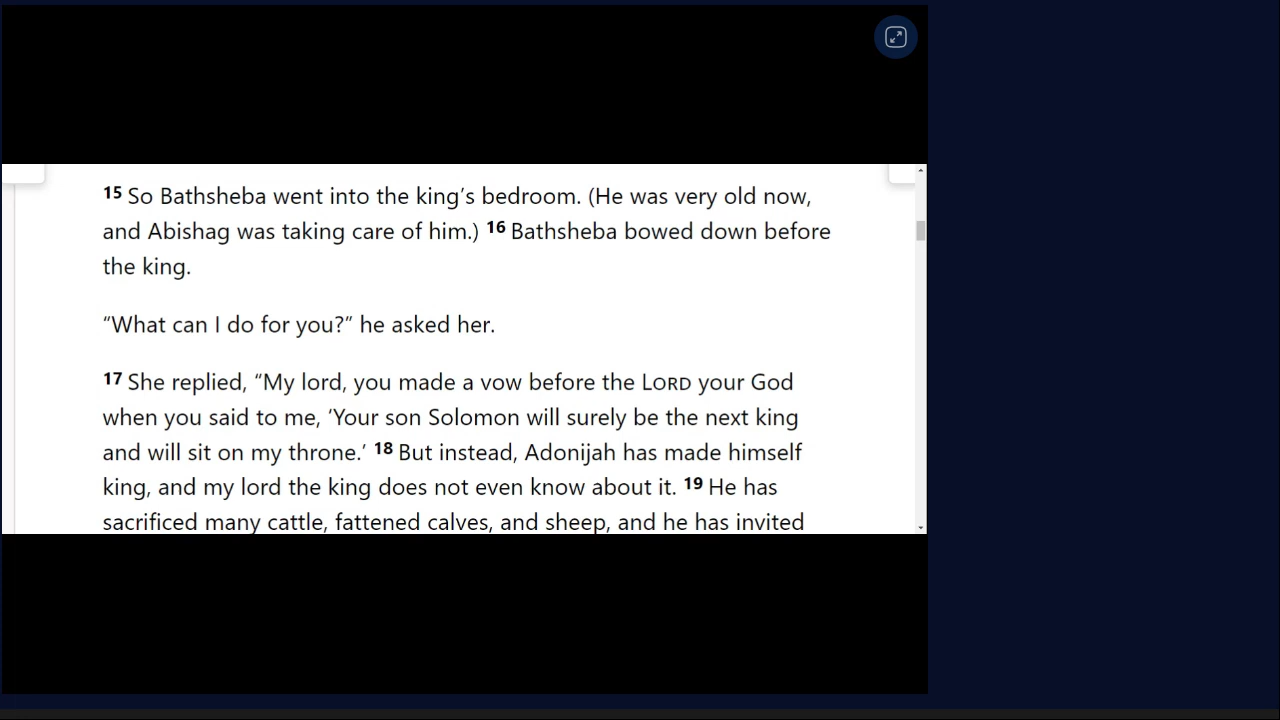 15 So Bathsheba went into the king’s bedroom. (He was very old now,
and Abishag was taking care of him.) 16 Bathsheba bowed down before
the king.
“What can I do for you?” he asked her.
17 She replied, “My lord, you made a vow before the LORD your God
when you said to me, ‘Your son Solomon will surely be the next king
and will sit on my throne.’ 18 But instead, Adonijah has made himself
king, and my lord the king does not even know about it. 19 He has
sacrificed many cattle, fattened calves, and sheep, and he has invited